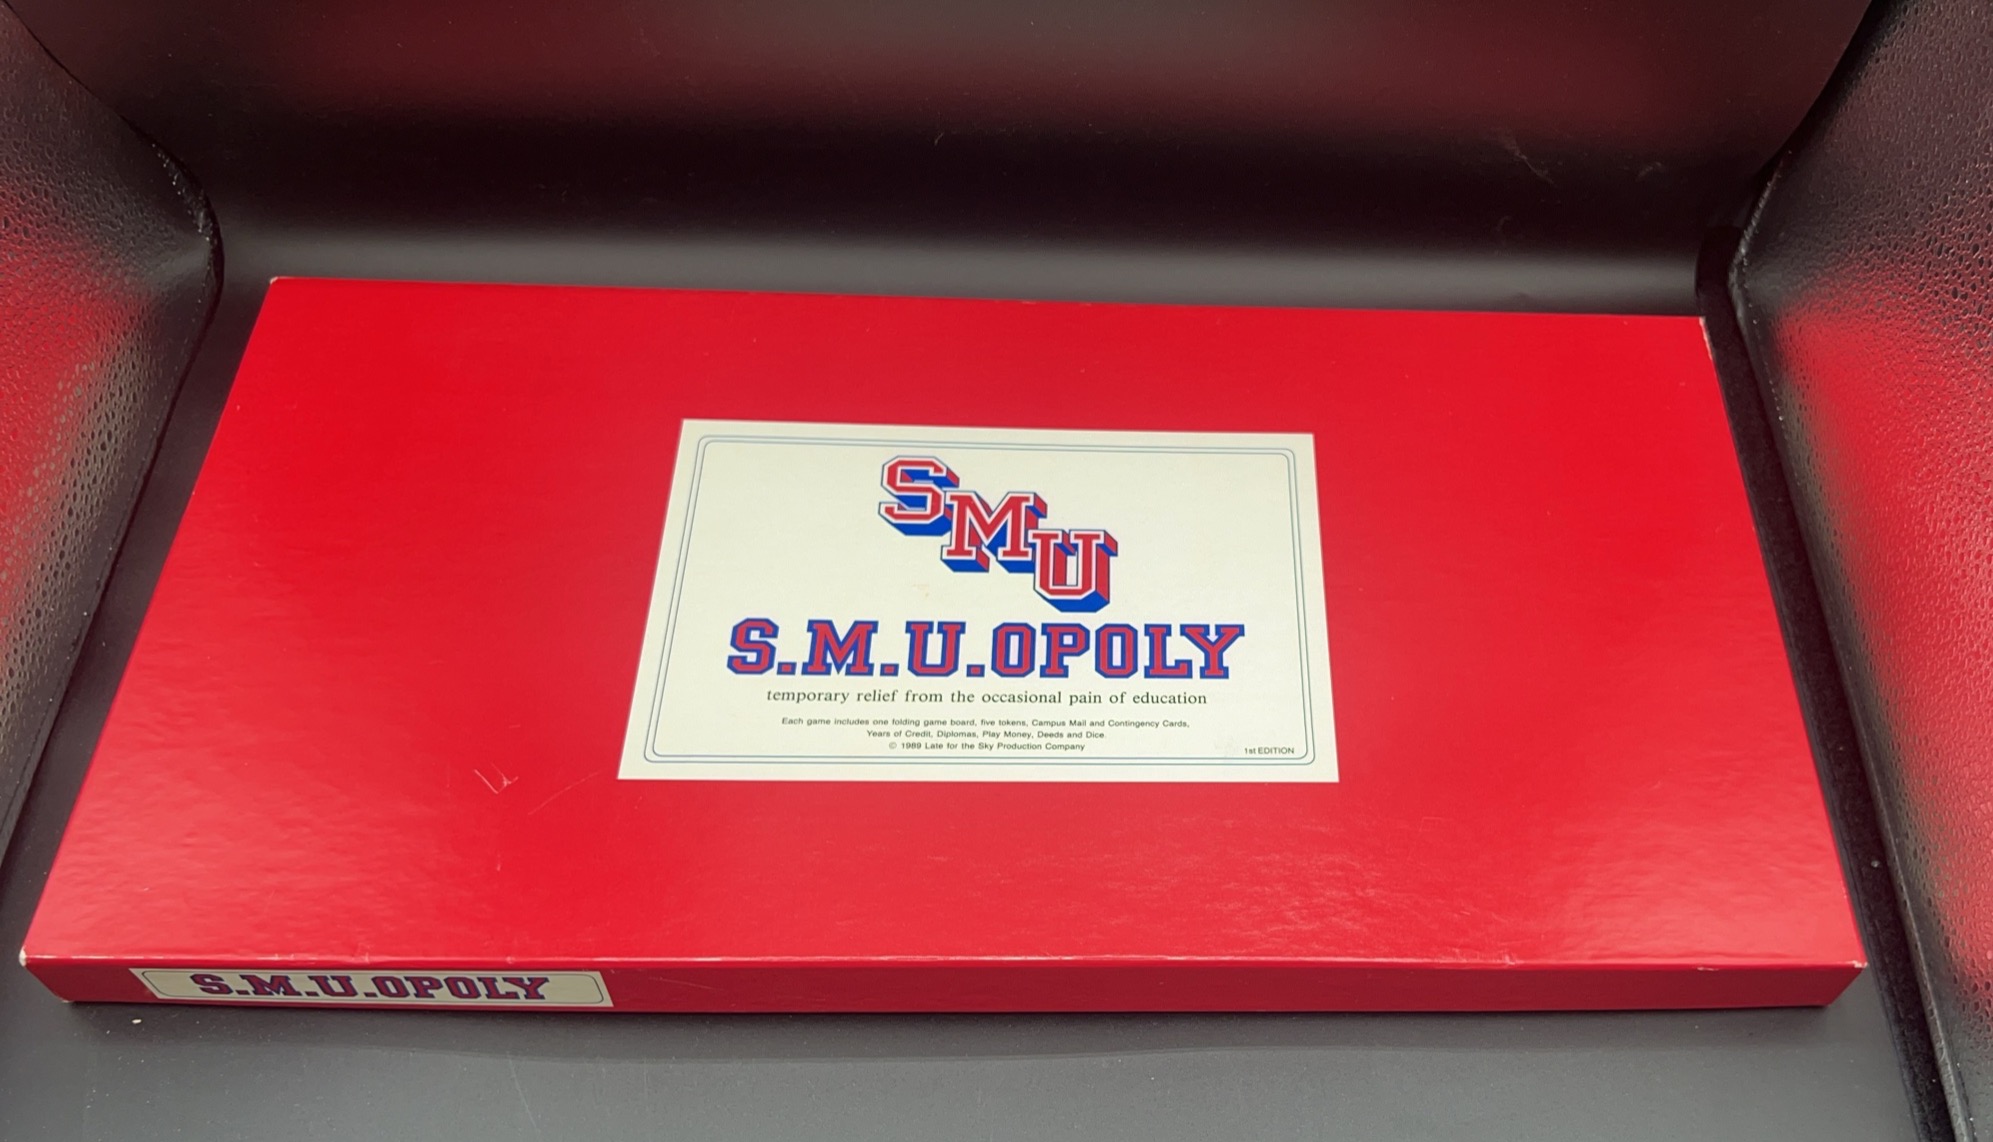 SMU
S.M.U.OPOLY
temporary relief from the occasional pain of education
Each game includes one folding game board, five tokens, Campus Mail and Contingency Cards,
Years of Credit, Diplomas, Play Money, Deeds and Dice.
© 1989 Late for the Sky Production Company
1st EDITION
S.M.U.OPOLY